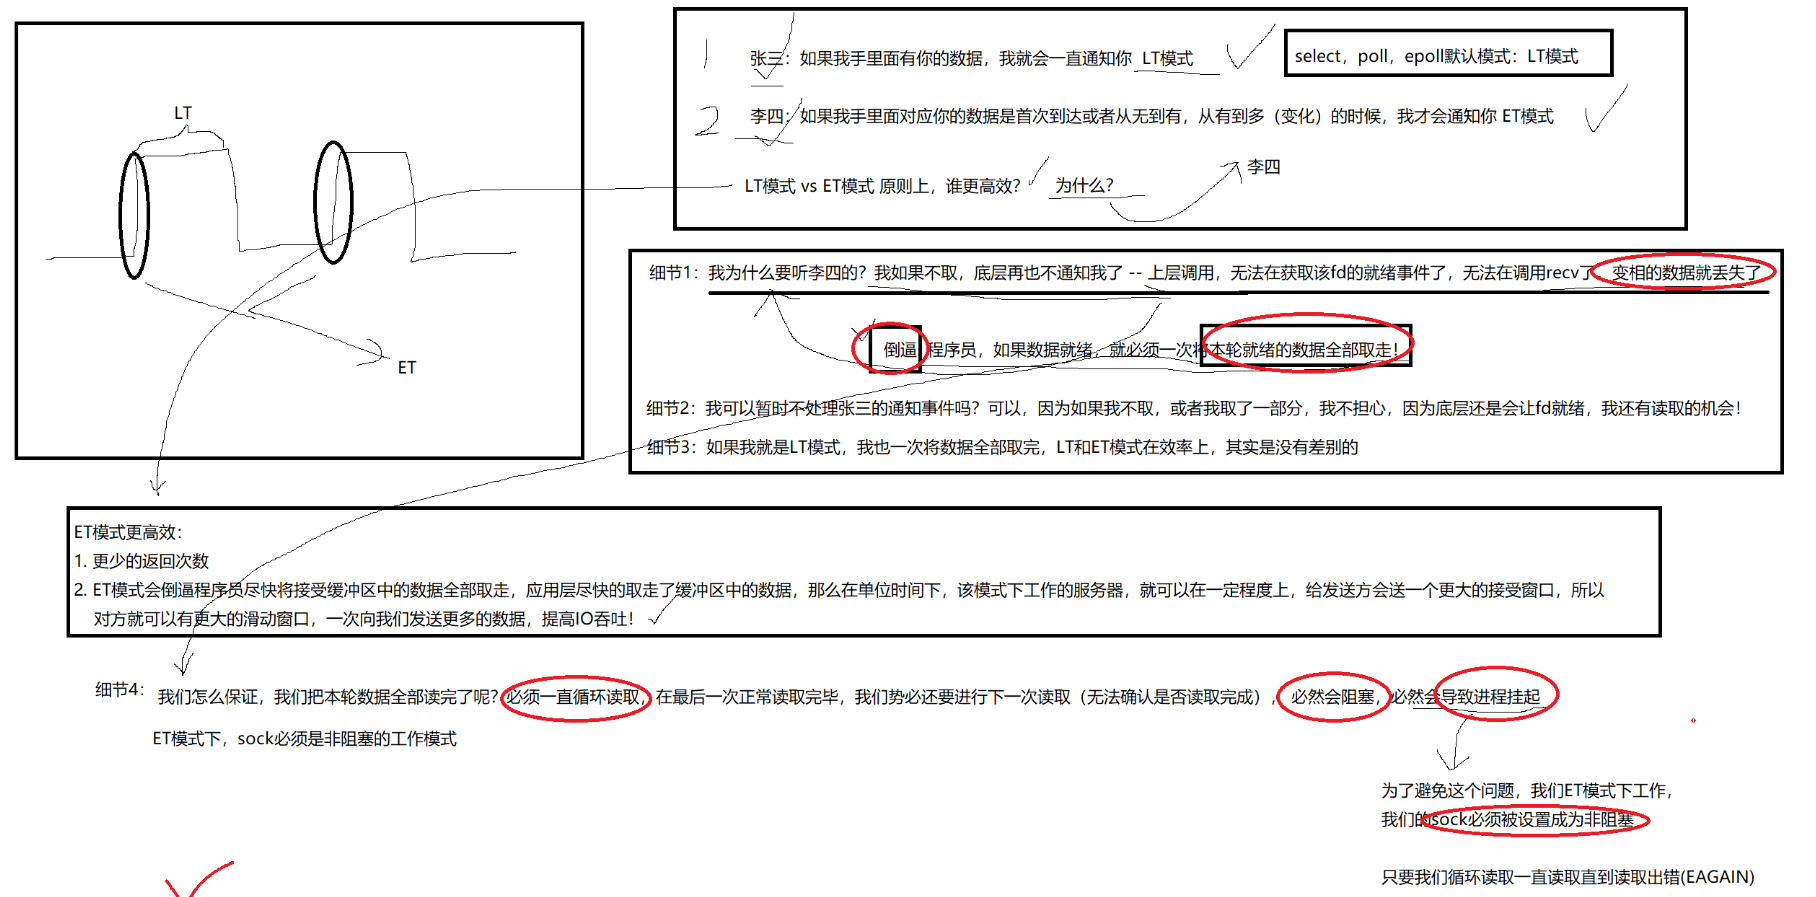 1 张三：如果我手里面有你的数据，我就会一直通知你 LT模式
select，poll，epoll默认模式：LT模式
2 李四：如果我手里面对应你的数据是首次到达或者从无到有，从有到多（变化）的时候，我才会通知你 ET模式
LT模式 vs ET模式 原则上，谁更高效？ 为什么？
李四
LT
ET
细节1：我为什么要听李四的？我如果不取，底层再也不通知我了 -- 上层调用，无法在获取该fd的就绪事件了，无法在调用recv了，变相的数据就丢失了
倒逼程序员，如果数据就绪，就必须一次将本轮就绪的数据全部取走！
细节2：我可以暂时不处理张三的通知事件吗？可以，因为如果我不取，或者我取了一部分，我不担心，因为底层还是会让fd就绪，我还有读取的机会！
细节3：如果我就是LT模式，我也一次将数据全部取完，LT和ET模式在效率上，其实是没有差别的
ET模式更高效：
1. 更少的返回次数
2. ET模式会倒逼程序员尽快将接受缓冲区中的数据全部取走，应用层尽快的取走了缓冲区中的数据，那么在单位时间下，该模式下工作的服务器，就可以在一定程度上，给发送方会送一个更大的接受窗口，所以
对方就可以有更大的滑动窗口，一次向我们发送更多的数据，提高IO吞吐！
细节4：我们怎么保证，我们把本轮数据全部读完了呢？必须一直循环读取，在最后一次正常读取完毕，我们势必还要进行下一次读取（无法确认是否读取完成），必然会阻塞，必然会导致进程挂起
ET模式下，sock必须是非阻塞的工作模式
为了避免这个问题，我们ET模式下工作，
我们的sock必须被设置成为非阻塞
只要我们循环读取一直读取直到读取出错(EAGAIN)